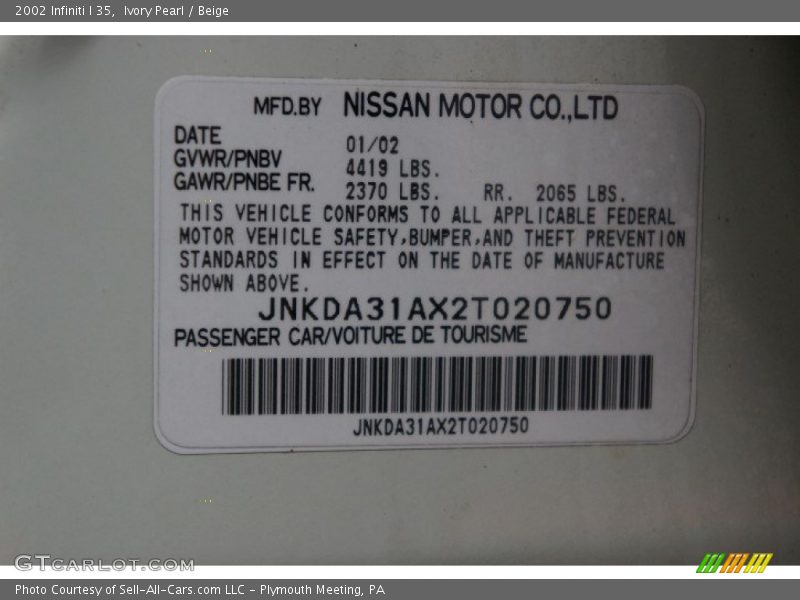 2002 Infiniti I 35,  Ivory Pearl / Beige
MFD.BY NISSAN MOTOR CO.,LTD
DATE 01/02
GVWR/PNBV 4419 LBS.
GAWR/PNBE FR. 2370 LBS. RR. 2065 LBS.
THIS VEHICLE CONFORMS TO ALL APPLICABLE FEDERAL
MOTOR VEHICLE SAFETY,BUMPER,AND THEFT PREVENTION
STANDARDS IN EFFECT ON THE DATE OF MANUFACTURE
SHOWN ABOVE.
JNKDA31AX2T020750
PASSENGER CAR/VOITURE DE TOURISME
JNKDA31AX2T020750
GTCARLOT.COM
Photo Courtesy of Sell-All-Cars.com LLC - Plymouth Meeting, PA